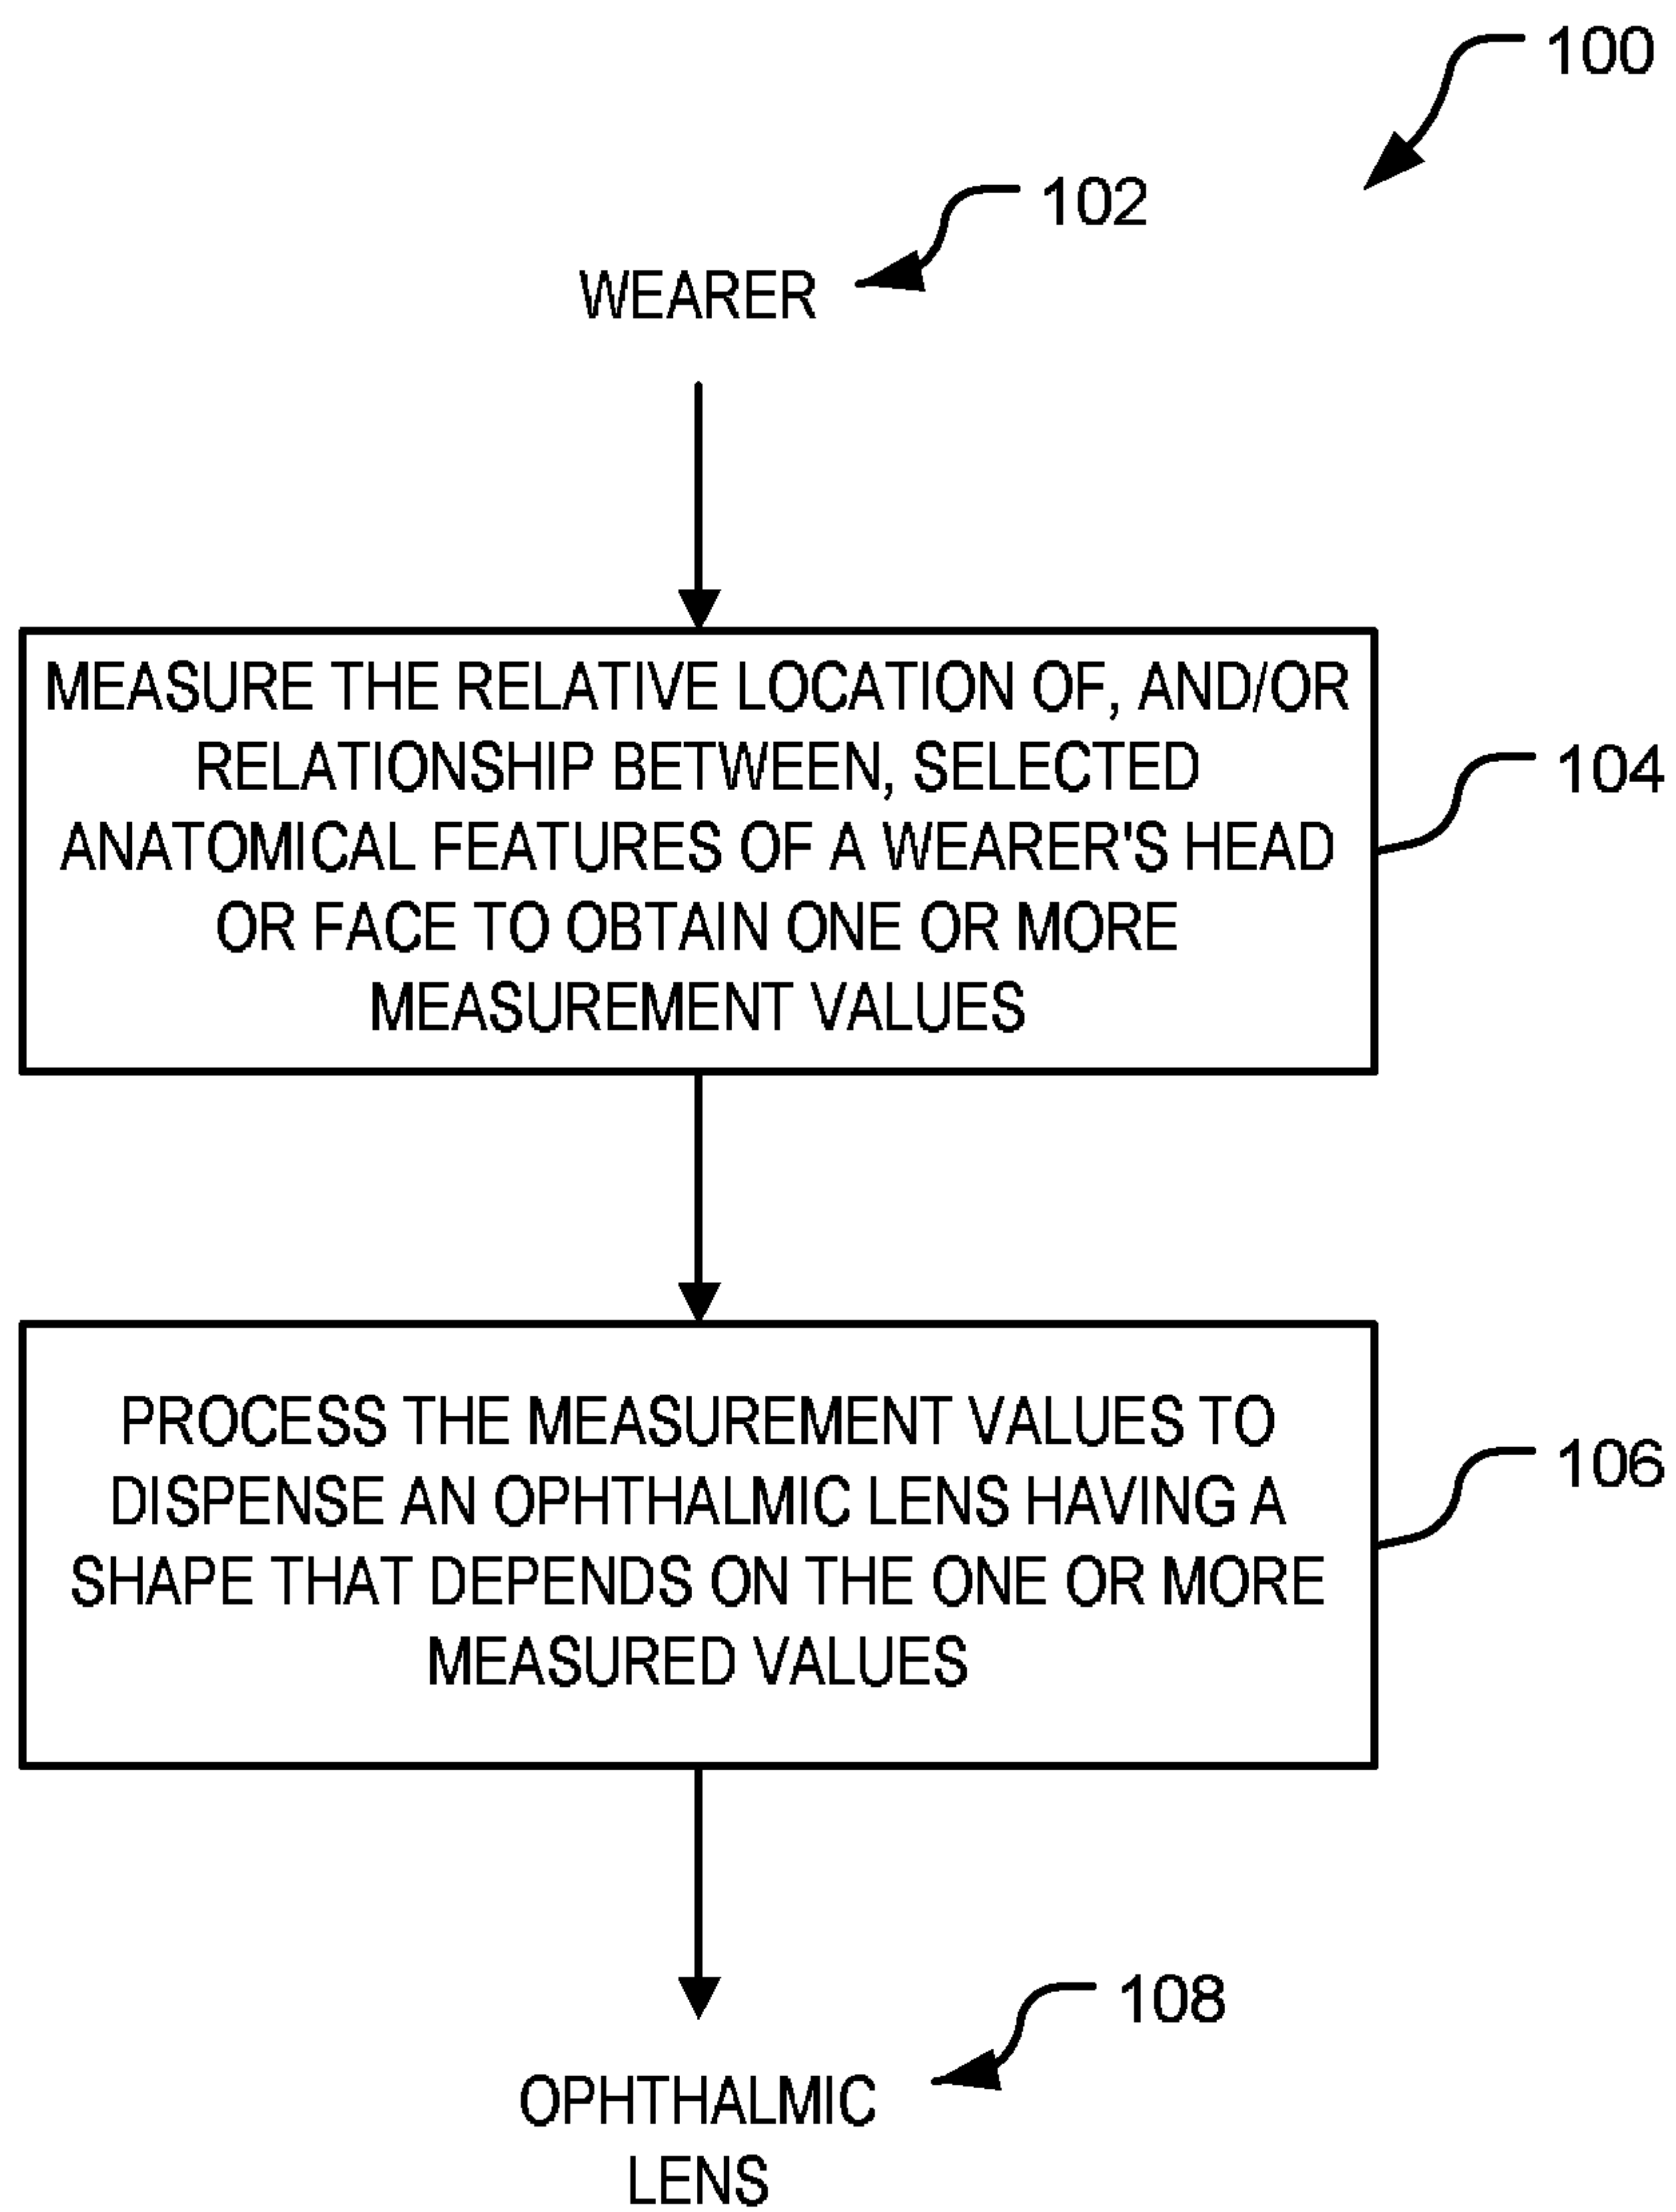 100
102
WEARER
MEASURE THE RELATIVE LOCATION OF, AND/OR
RELATIONSHIP BETWEEN, SELECTED
ANATOMICAL FEATURES OF A WEARER'S HEAD
OR FACE TO OBTAIN ONE OR MORE
MEASUREMENT VALUES
104
PROCESS THE MEASUREMENT VALUES TO
DISPENSE AN OPHTHALMIC LENS HAVING A
SHAPE THAT DEPENDS ON THE ONE OR MORE
MEASURED VALUES
106
108
OPHTHALMIC
LENS